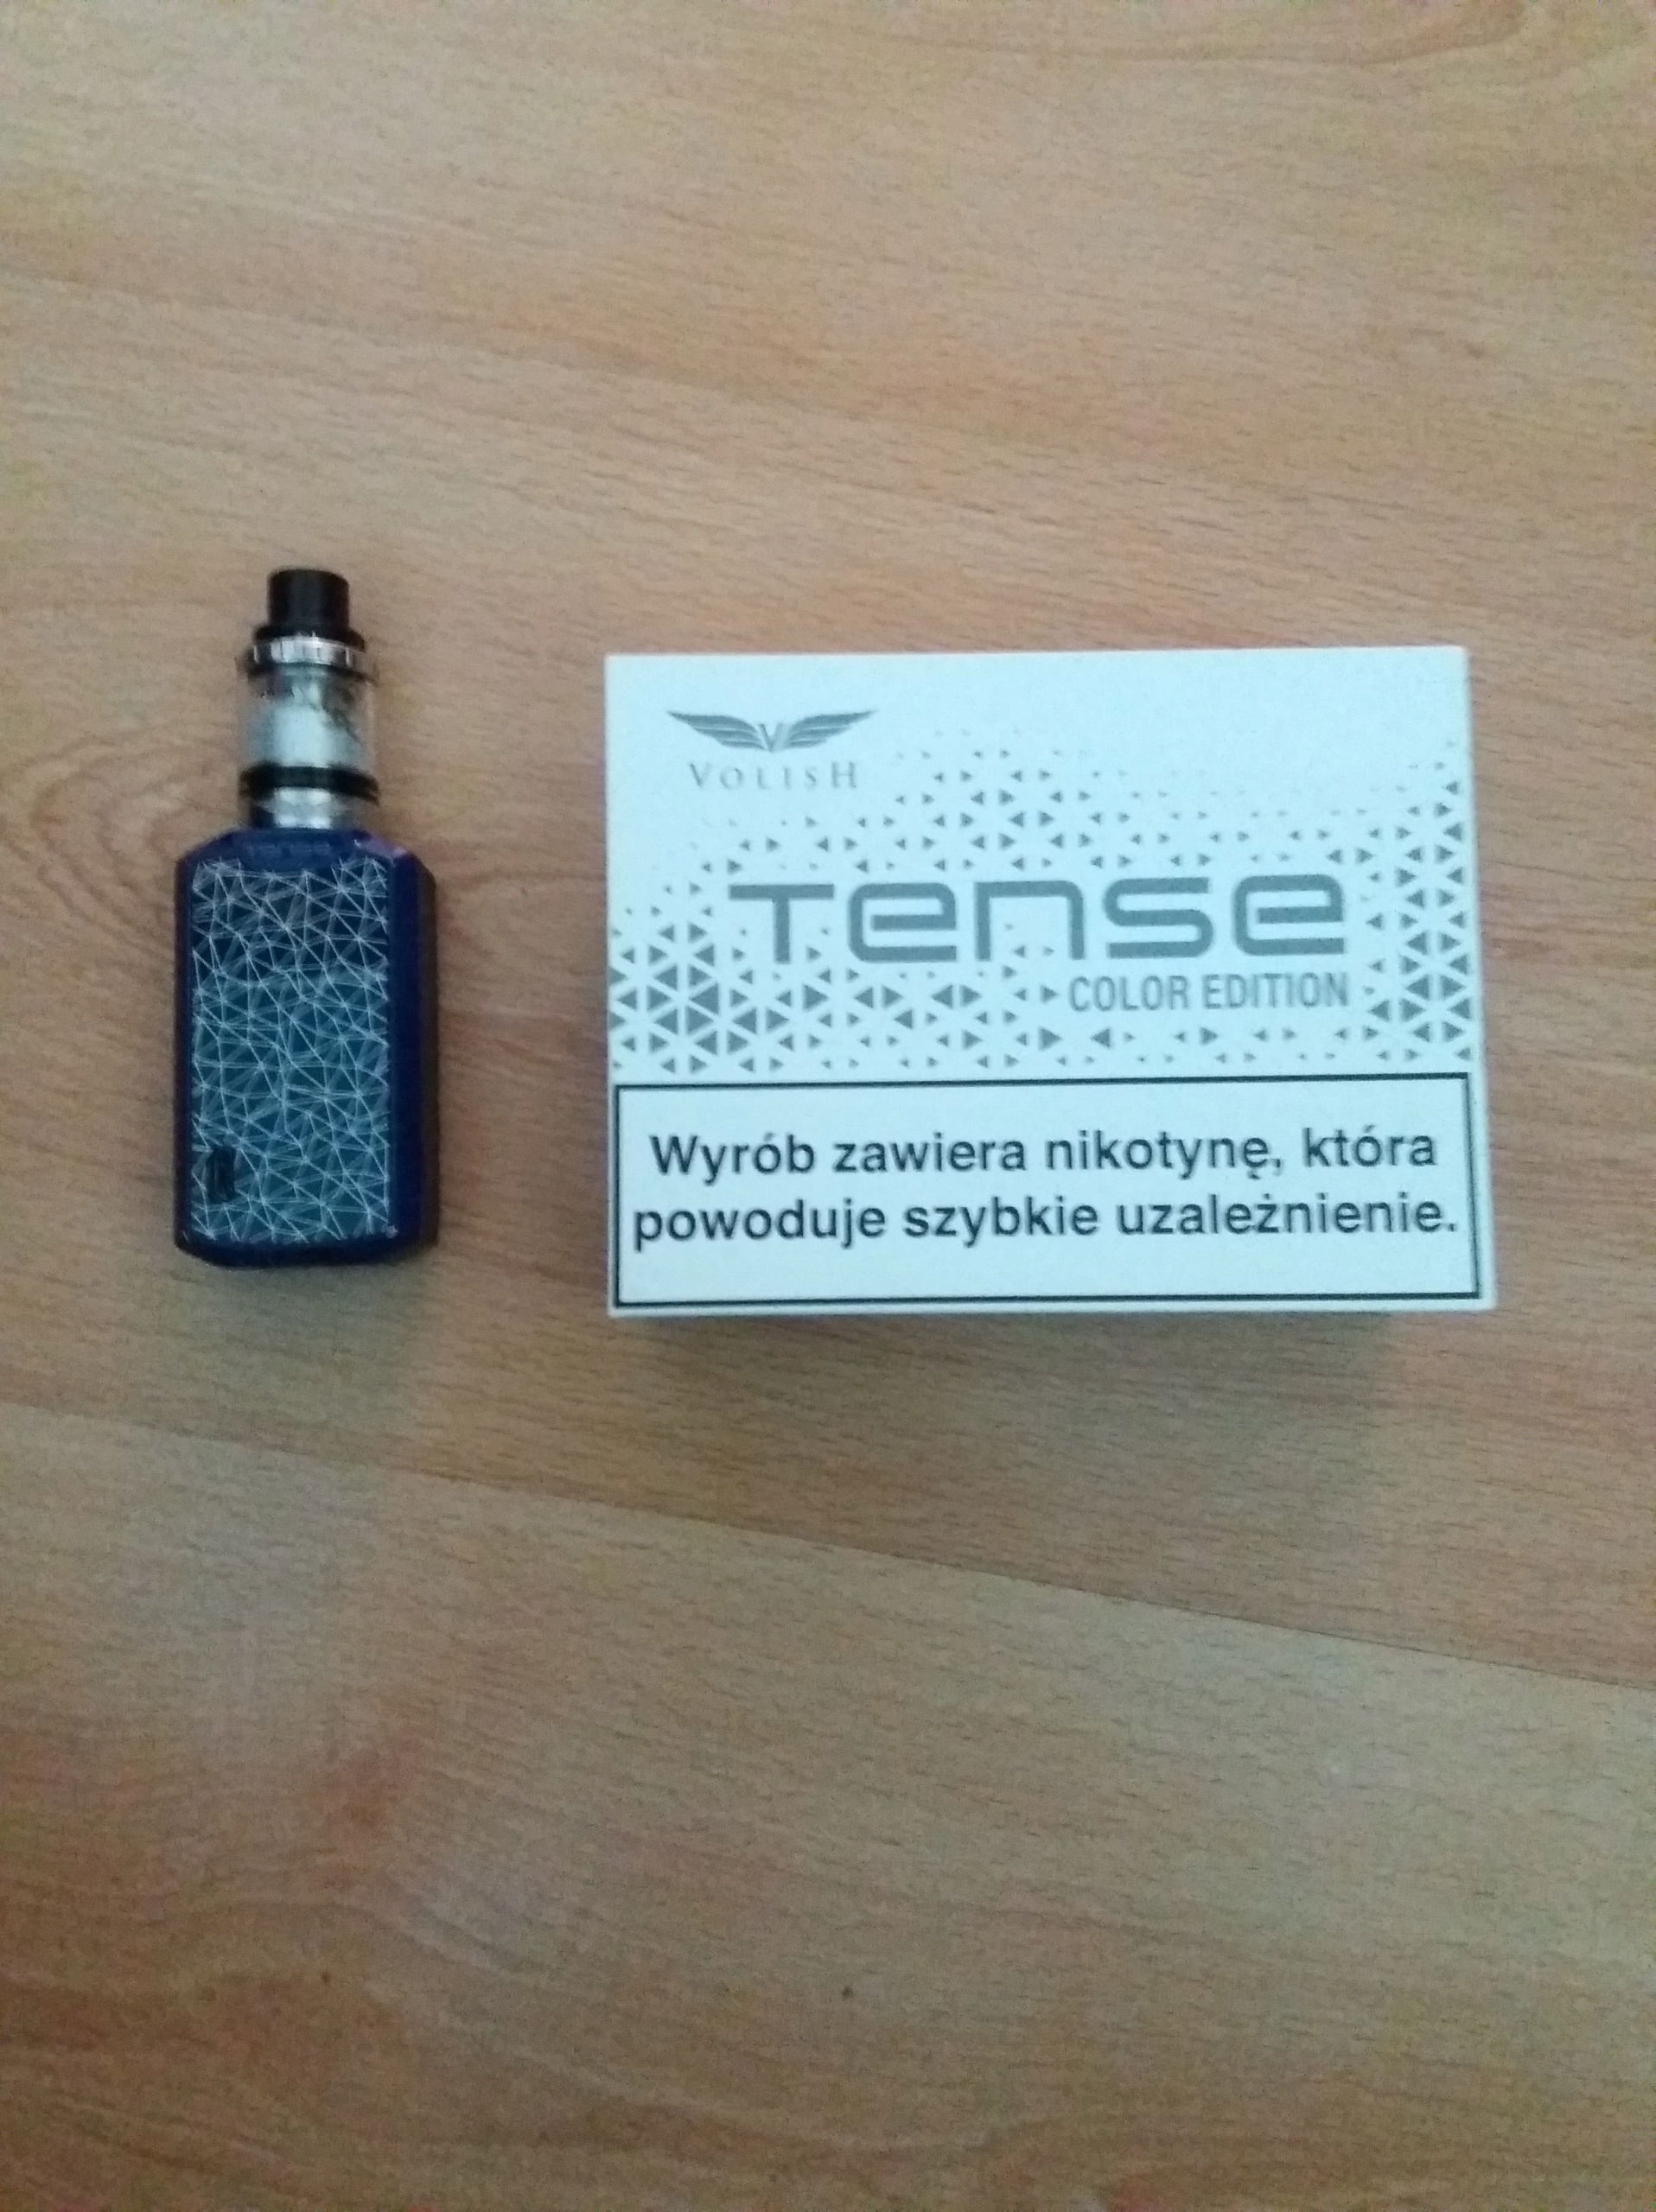 VOLISH
TENSE
COLOR EDITION
Wyrób zawiera nikotynę, która
powoduje szybkie uzależnienie.